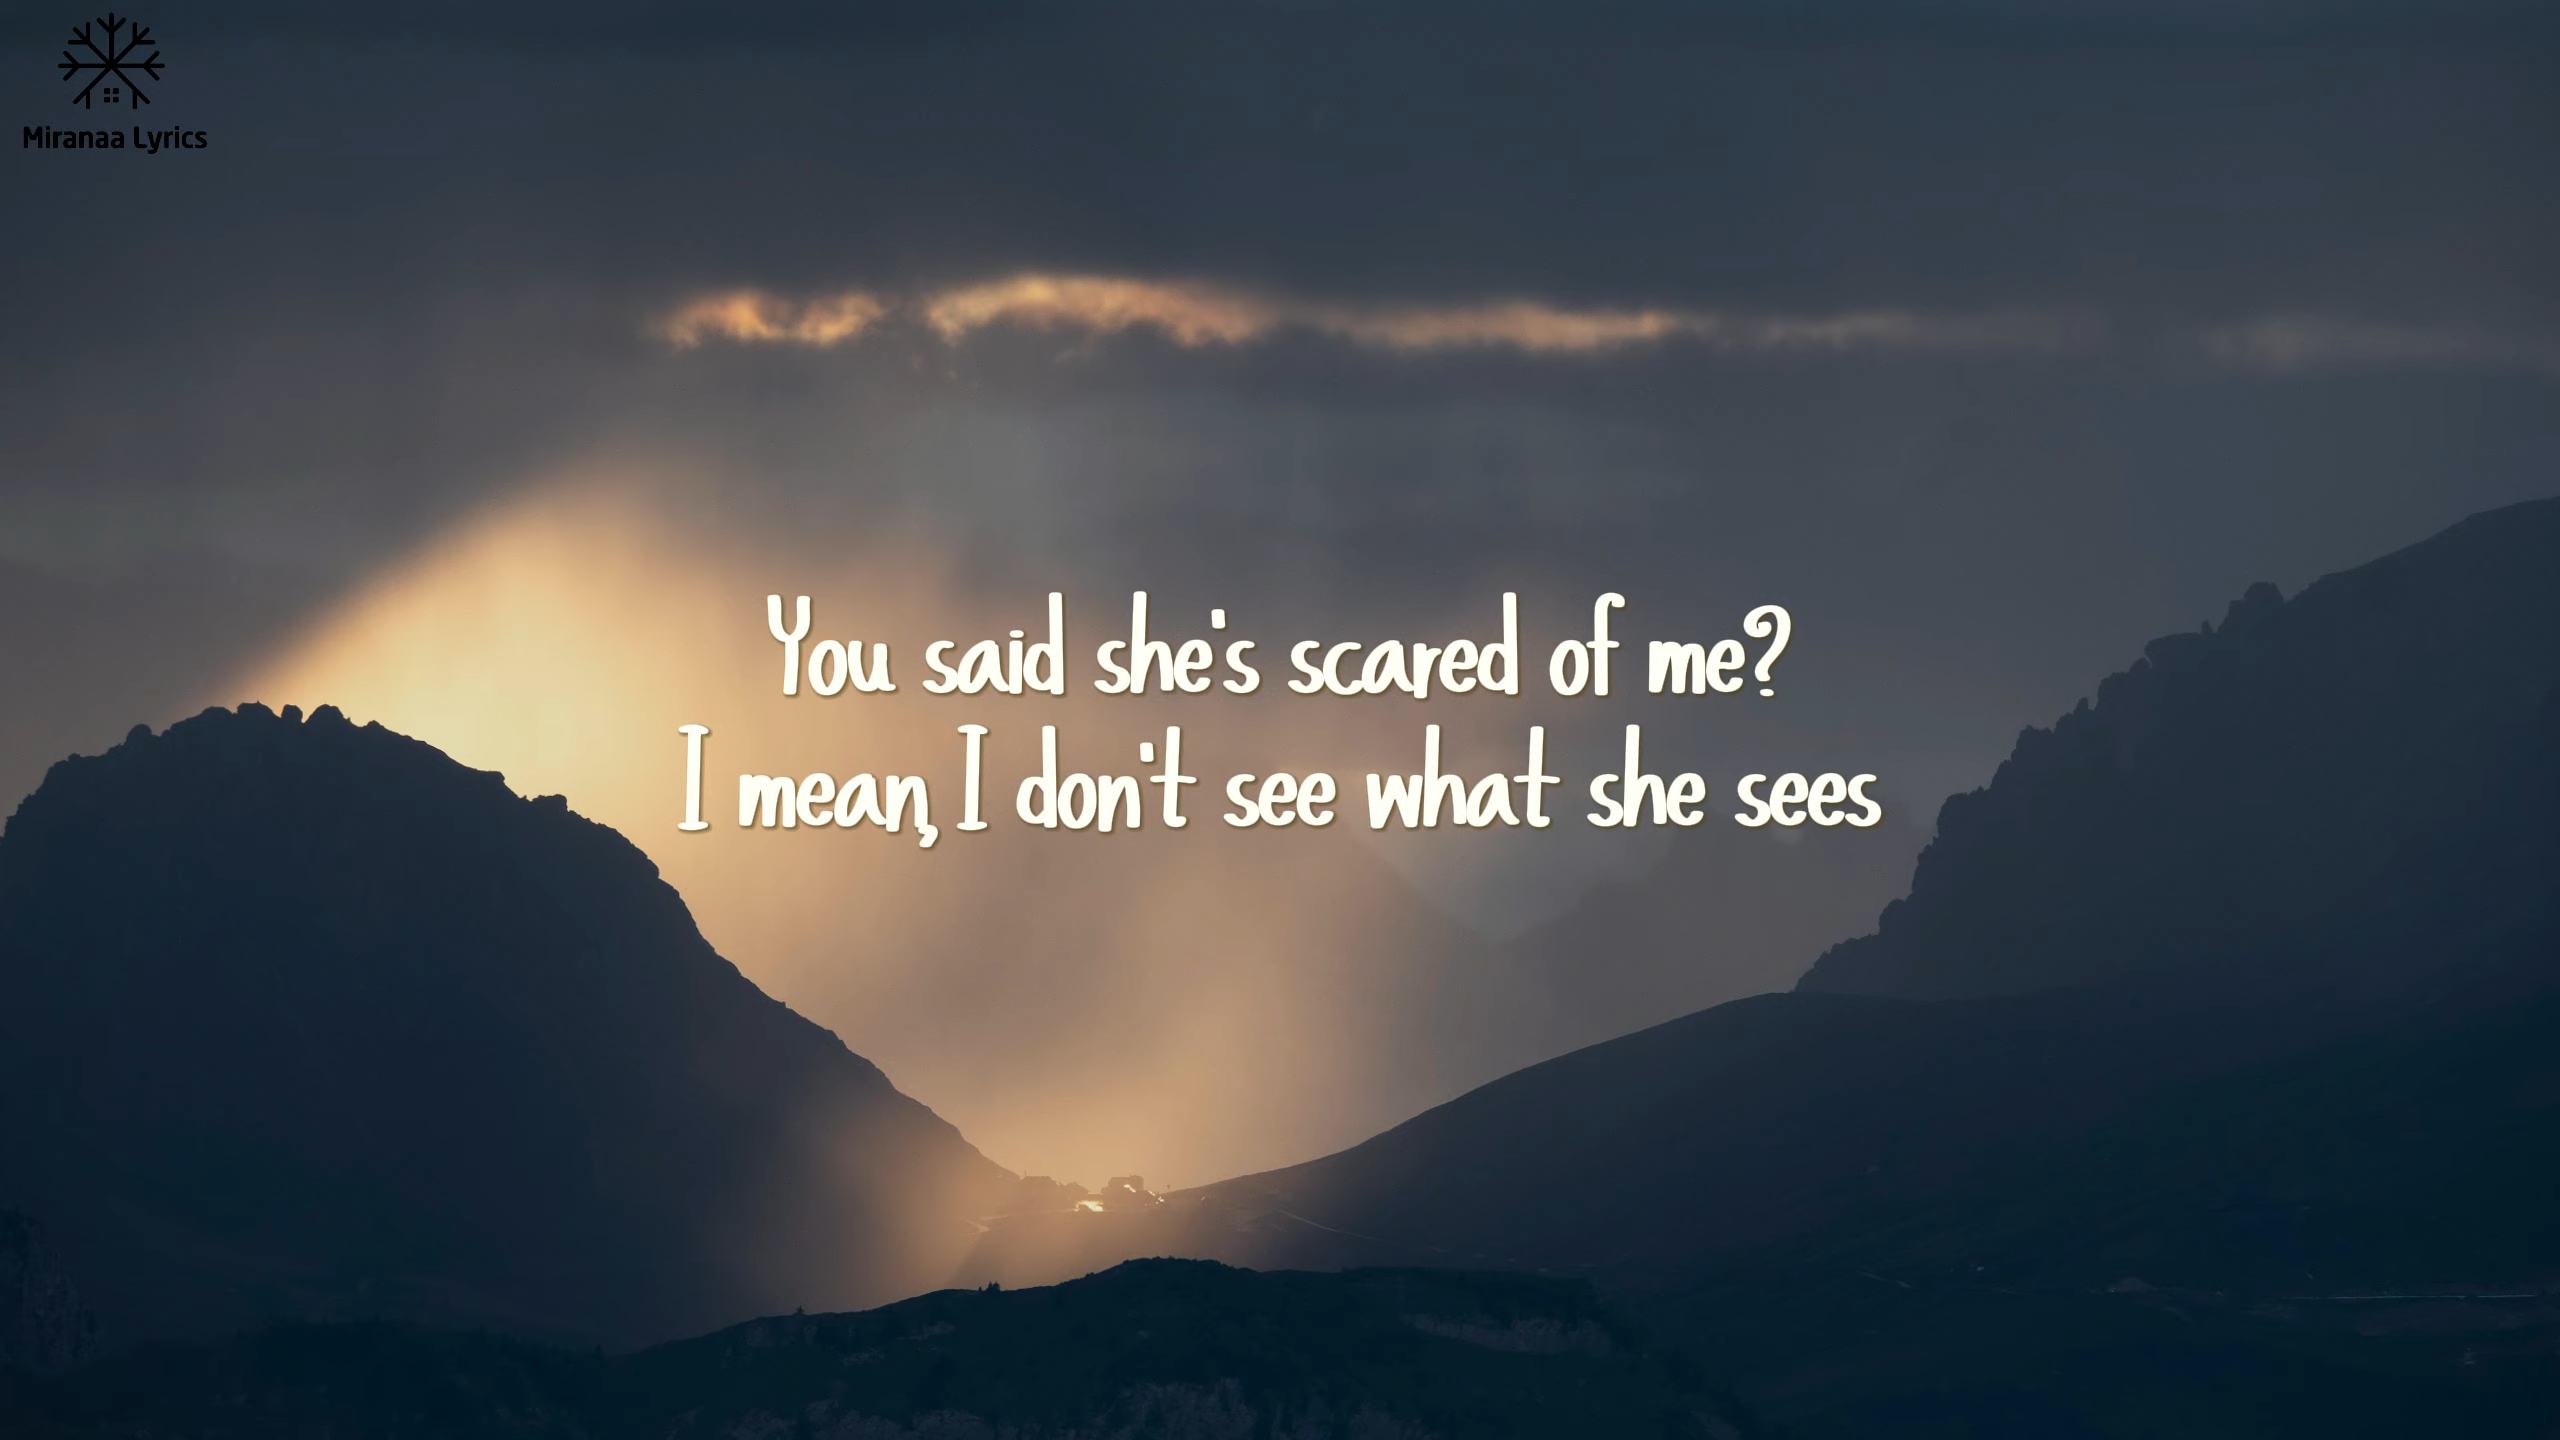 Miranaa Lyrics
You said she's scared of me?
I mean, I don't see what she sees